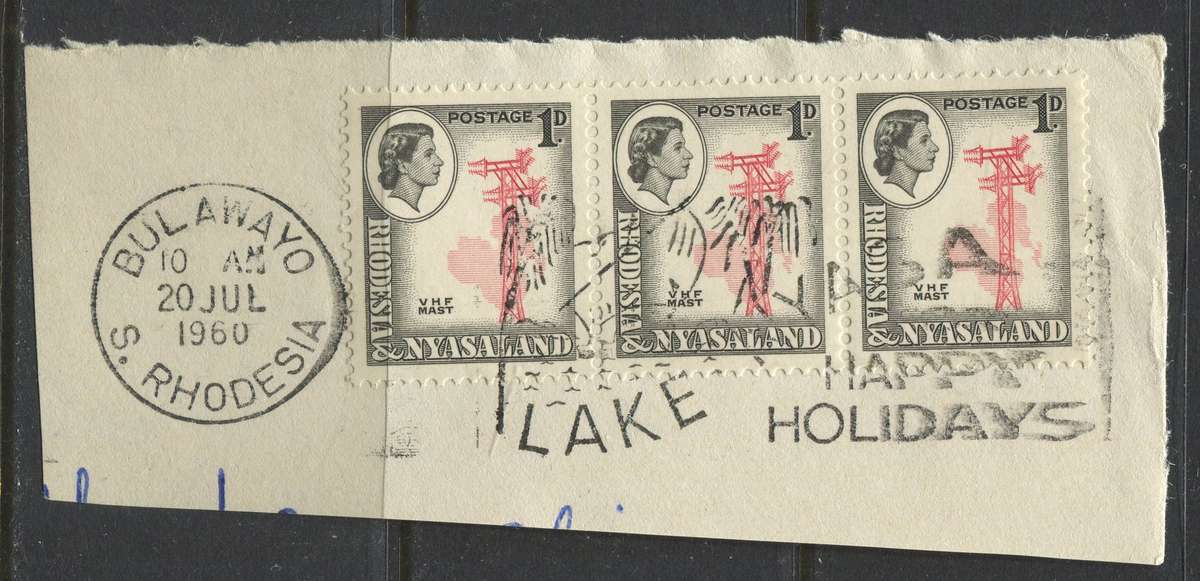 BULAWAYO
10 AM
20 JUL
1960
S. RHODESIA
POSTAGE 1D
VHF
MAST
RHODESIA
& NYASALAND
POSTAGE 1D
VHF
MAST
RHODESIA
& NYASALAND
POSTAGE 1D
VHF
MAST
RHODESIA
& NYASALAND
LAKE NYASA
HAPPY
HOLIDAYS